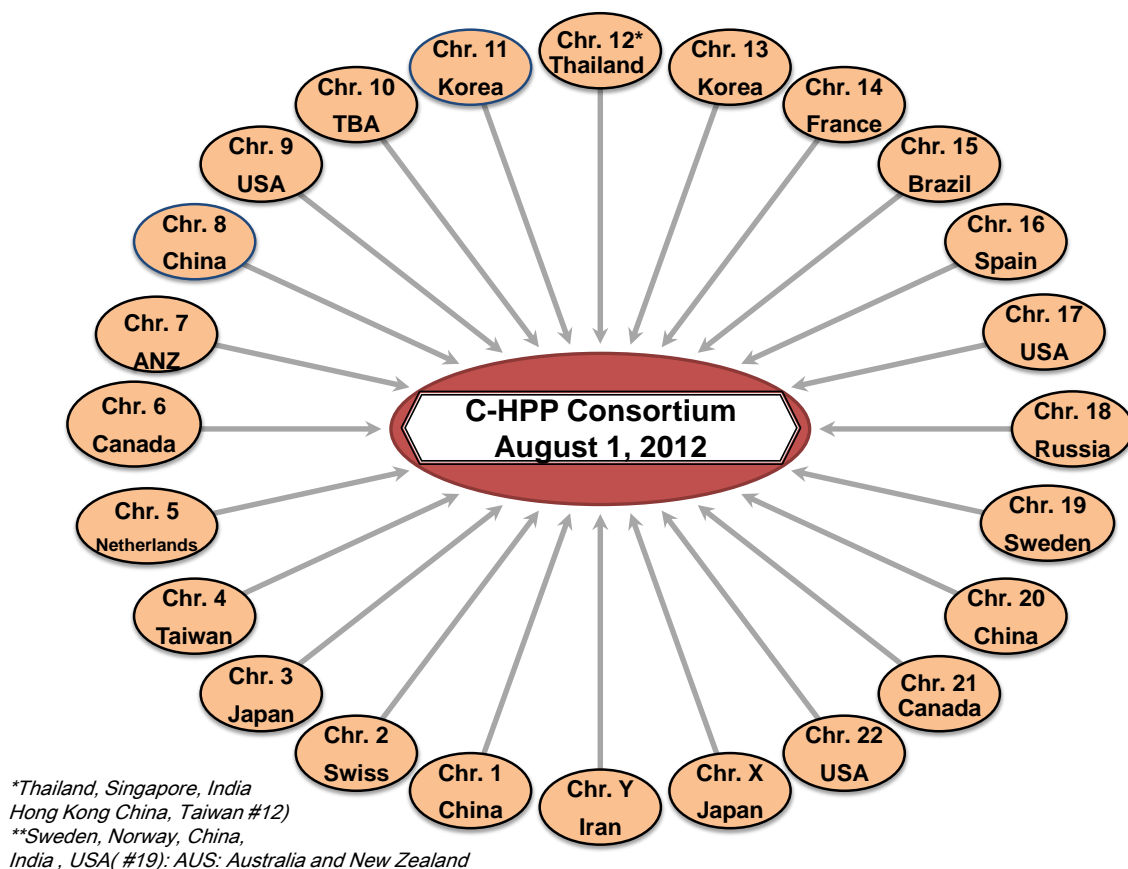 Chr. 11
Korea
Chr. 12*
Thailand
Chr. 13
Korea
Chr. 10
TBA
Chr. 14
France
Chr. 9
USA
Chr. 15
Brazil
Chr. 8
China
Chr. 16
Spain
Chr. 7
ANZ
Chr. 17
USA
Chr. 6
Canada
C-HPP Consortium
August 1, 2012
Chr. 18
Russia
Chr. 5
Netherlands
Chr. 19
Sweden
Chr. 4
Taiwan
Chr. 20
China
Chr. 3
Japan
Chr. 21
Canada
Chr. 2
Swiss
Chr. 1
China
Chr. Y
Iran
Chr. X
Japan
Chr. 22
USA
*Thailand, Singapore, India
Hong Kong China, Taiwan #12)
**Sweden, Norway, China,
India , USA( #19): AUS: Australia and New Zealand